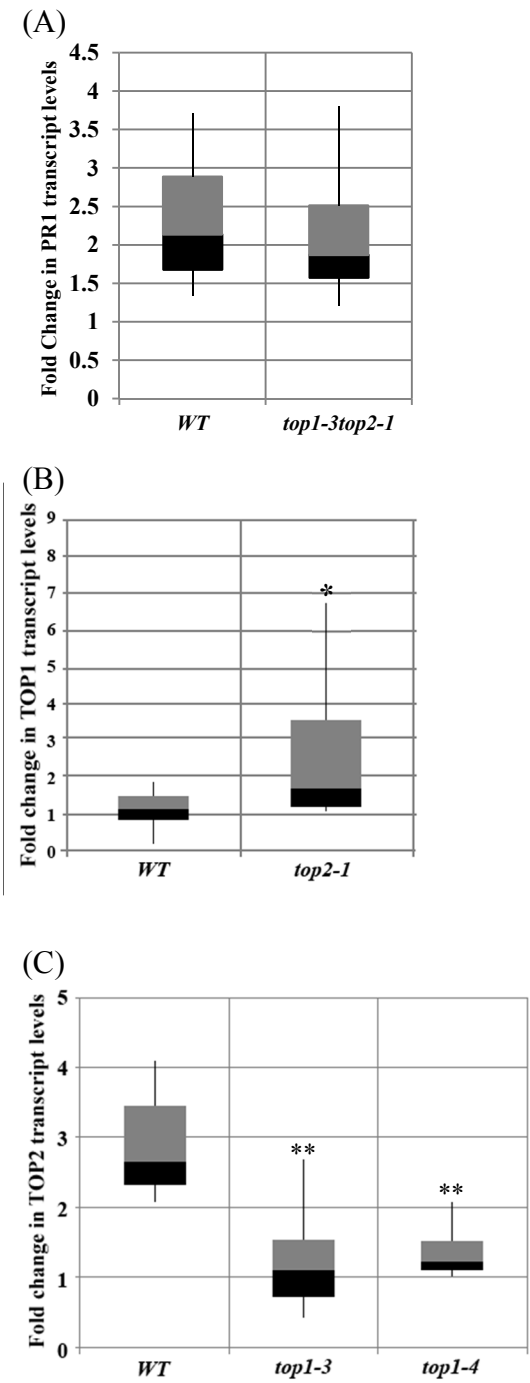 (A)
Fold Change in PR1 transcript levels
4.5
4
3.5
3
2.5
2
1.5
1
0.5
0
WT
top1-3top2-1
(B)
Fold change in TOP1 transcript levels
9
8
7
6
5
4
3
2
1
0
*
WT
top2-1
(C)
Fold change in TOP2 transcript levels
5
4
3
2
1
0
**
**
WT
top1-3
top1-4